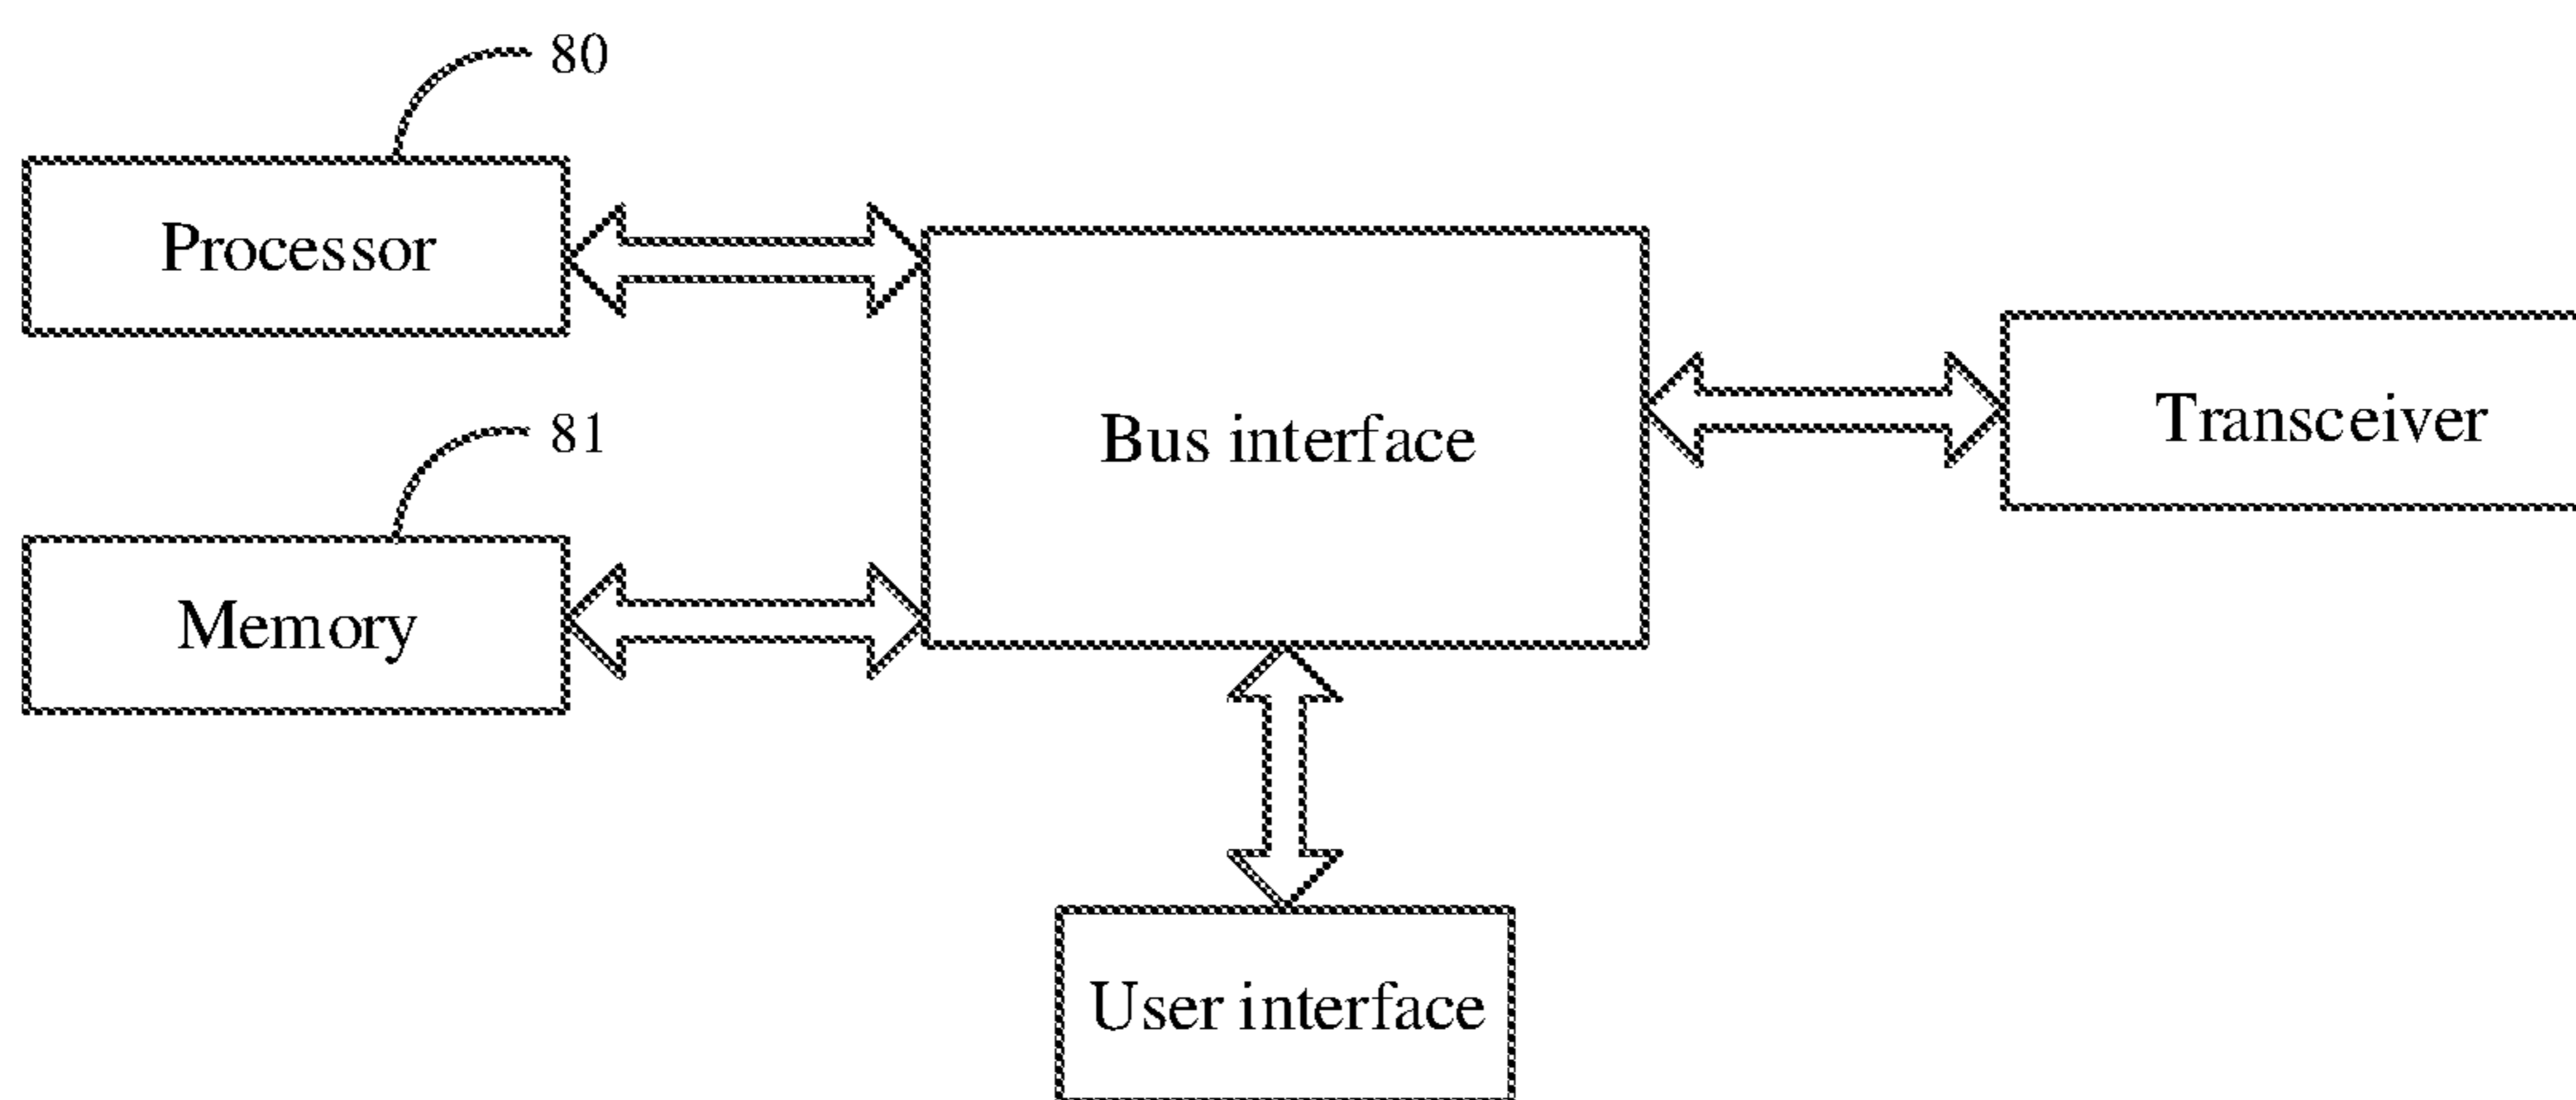 80
Processor
Bus interface
Transceiver
81
Memory
User interface